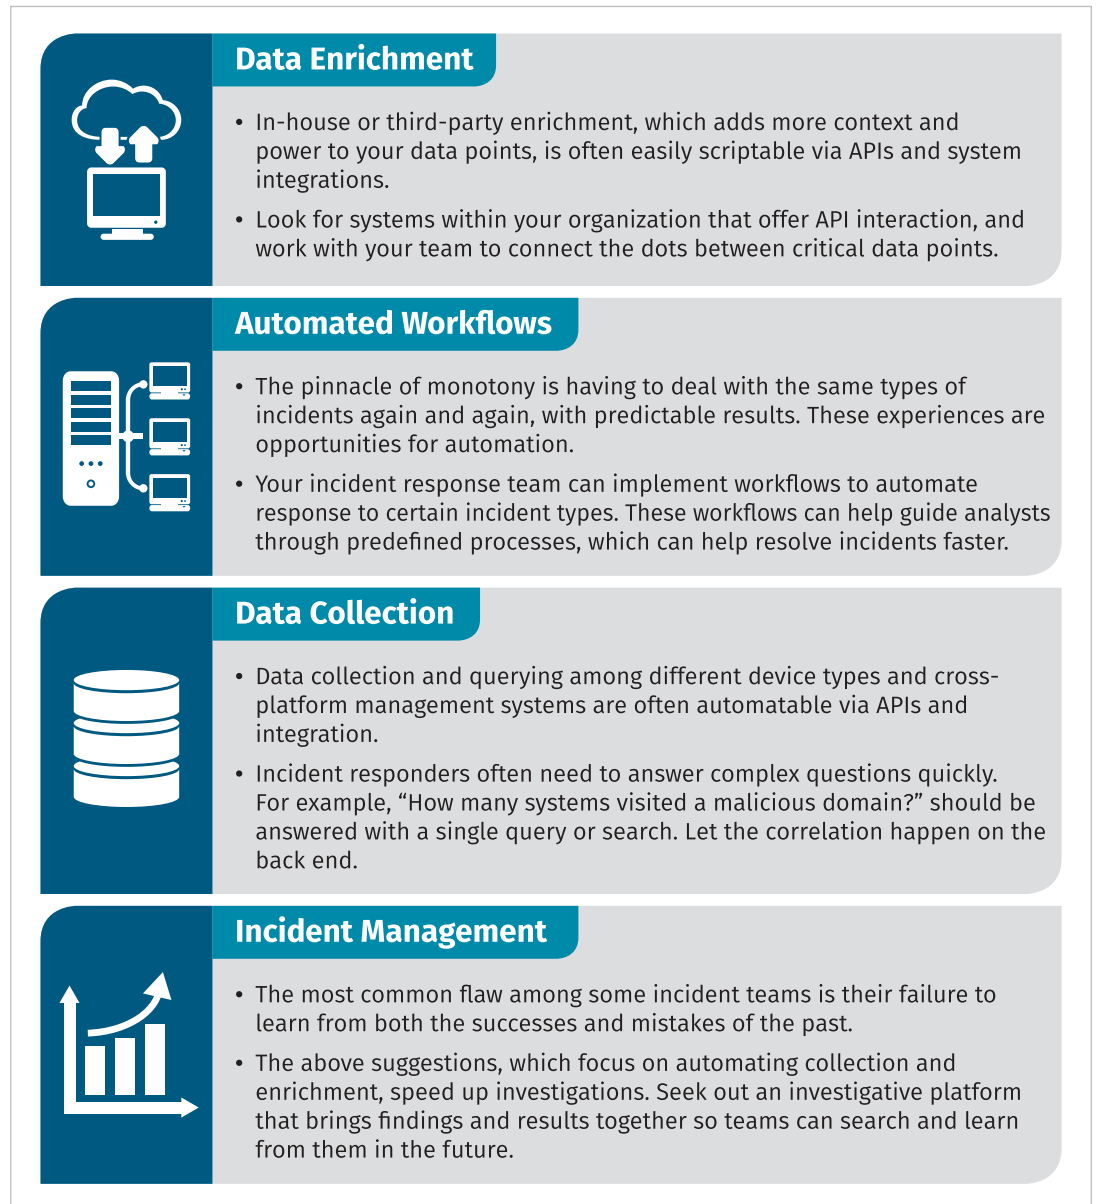 Data Enrichment
• In-house or third-party enrichment, which adds more context and
power to your data points, is often easily scriptable via APIs and system
integrations.
• Look for systems within your organization that offer API interaction, and
work with your team to connect the dots between critical data points.
Automated Workflows
• The pinnacle of monotony is having to deal with the same types of
incidents again and again, with predictable results. These experiences are
opportunities for automation.
• Your incident response team can implement workflows to automate
response to certain incident types. These workflows can help guide analysts
through predefined processes, which can help resolve incidents faster.
Data Collection
• Data collection and querying among different device types and cross-
platform management systems are often automatable via APIs and
integration.
• Incident responders often need to answer complex questions quickly.
For example, “How many systems visited a malicious domain?” should be
answered with a single query or search. Let the correlation happen on the
back end.
Incident Management
• The most common flaw among some incident teams is their failure to
learn from both the successes and mistakes of the past.
• The above suggestions, which focus on automating collection and
enrichment, speed up investigations. Seek out an investigative platform
that brings findings and results together so teams can search and learn
from them in the future.